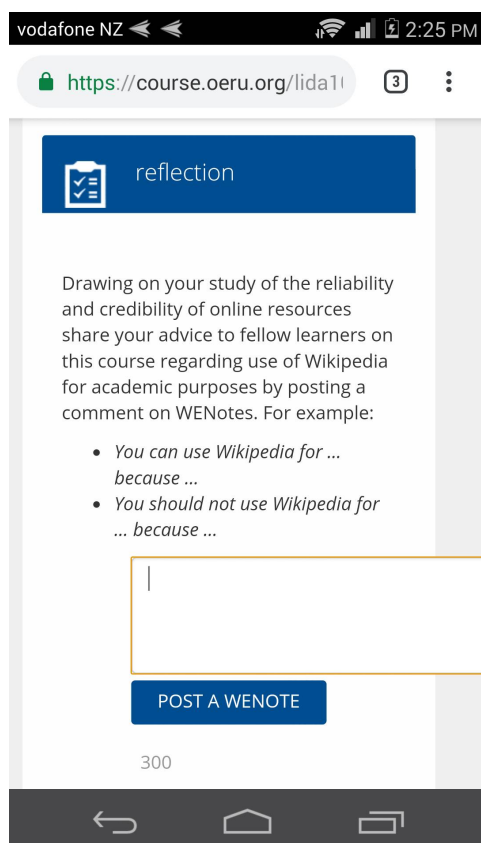 vodafone NZ 2:25 PM
https://course.oeru.org/lida1 3
reflection
Drawing on your study of the reliability
and credibility of online resources
share your advice to fellow learners on
this course regarding use of Wikipedia
for academic purposes by posting a
comment on WENotes. For example:
• You can use Wikipedia for ...
because ...
• You should not use Wikipedia for
... because ...
POST A WENOTE
300